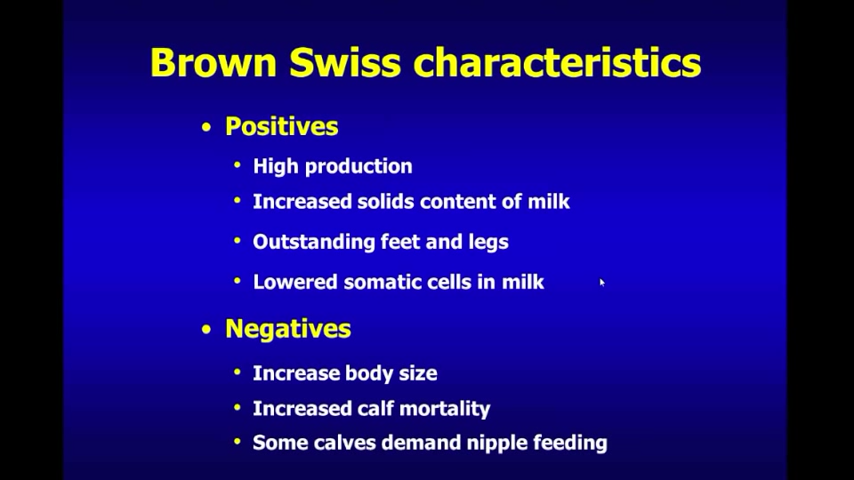 Brown Swiss characteristics
• Positives
• High production
• Increased solids content of milk
• Outstanding feet and legs
• Lowered somatic cells in milk
• Negatives
• Increase body size
• Increased calf mortality
• Some calves demand nipple feeding